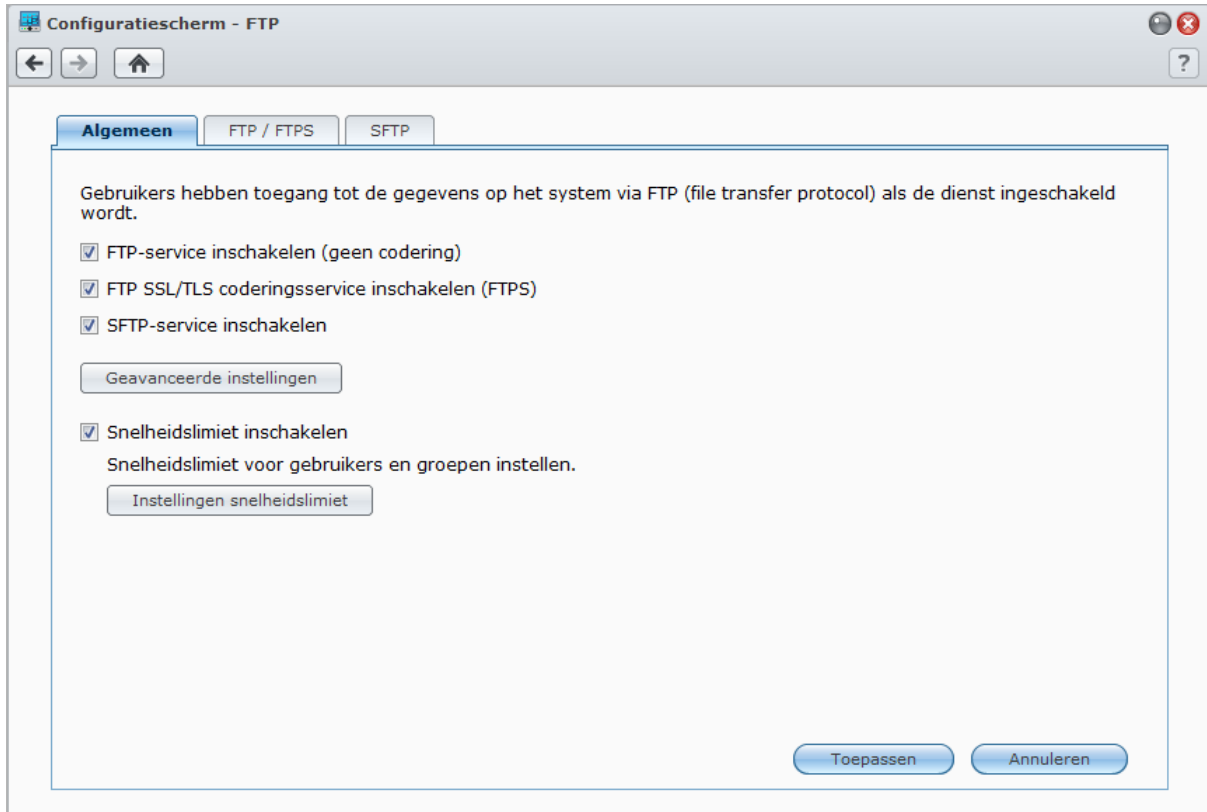 Configuratiescherm - FTP
?
Algemeen
FTP / FTPS
SFTP
Gebruikers hebben toegang tot de gegevens op het system via FTP (file transfer protocol) als de dienst ingeschakeld
wordt.
FTP-service inschakelen (geen codering)
FTP SSL/TLS coderingsservice inschakelen (FTPS)
SFTP-service inschakelen
Geavanceerde instellingen
Snelheidslimiet inschakelen
Snelheidslimiet voor gebruikers en groepen instellen.
Instellingen snelheidslimiet
Toepassen
Annuleren